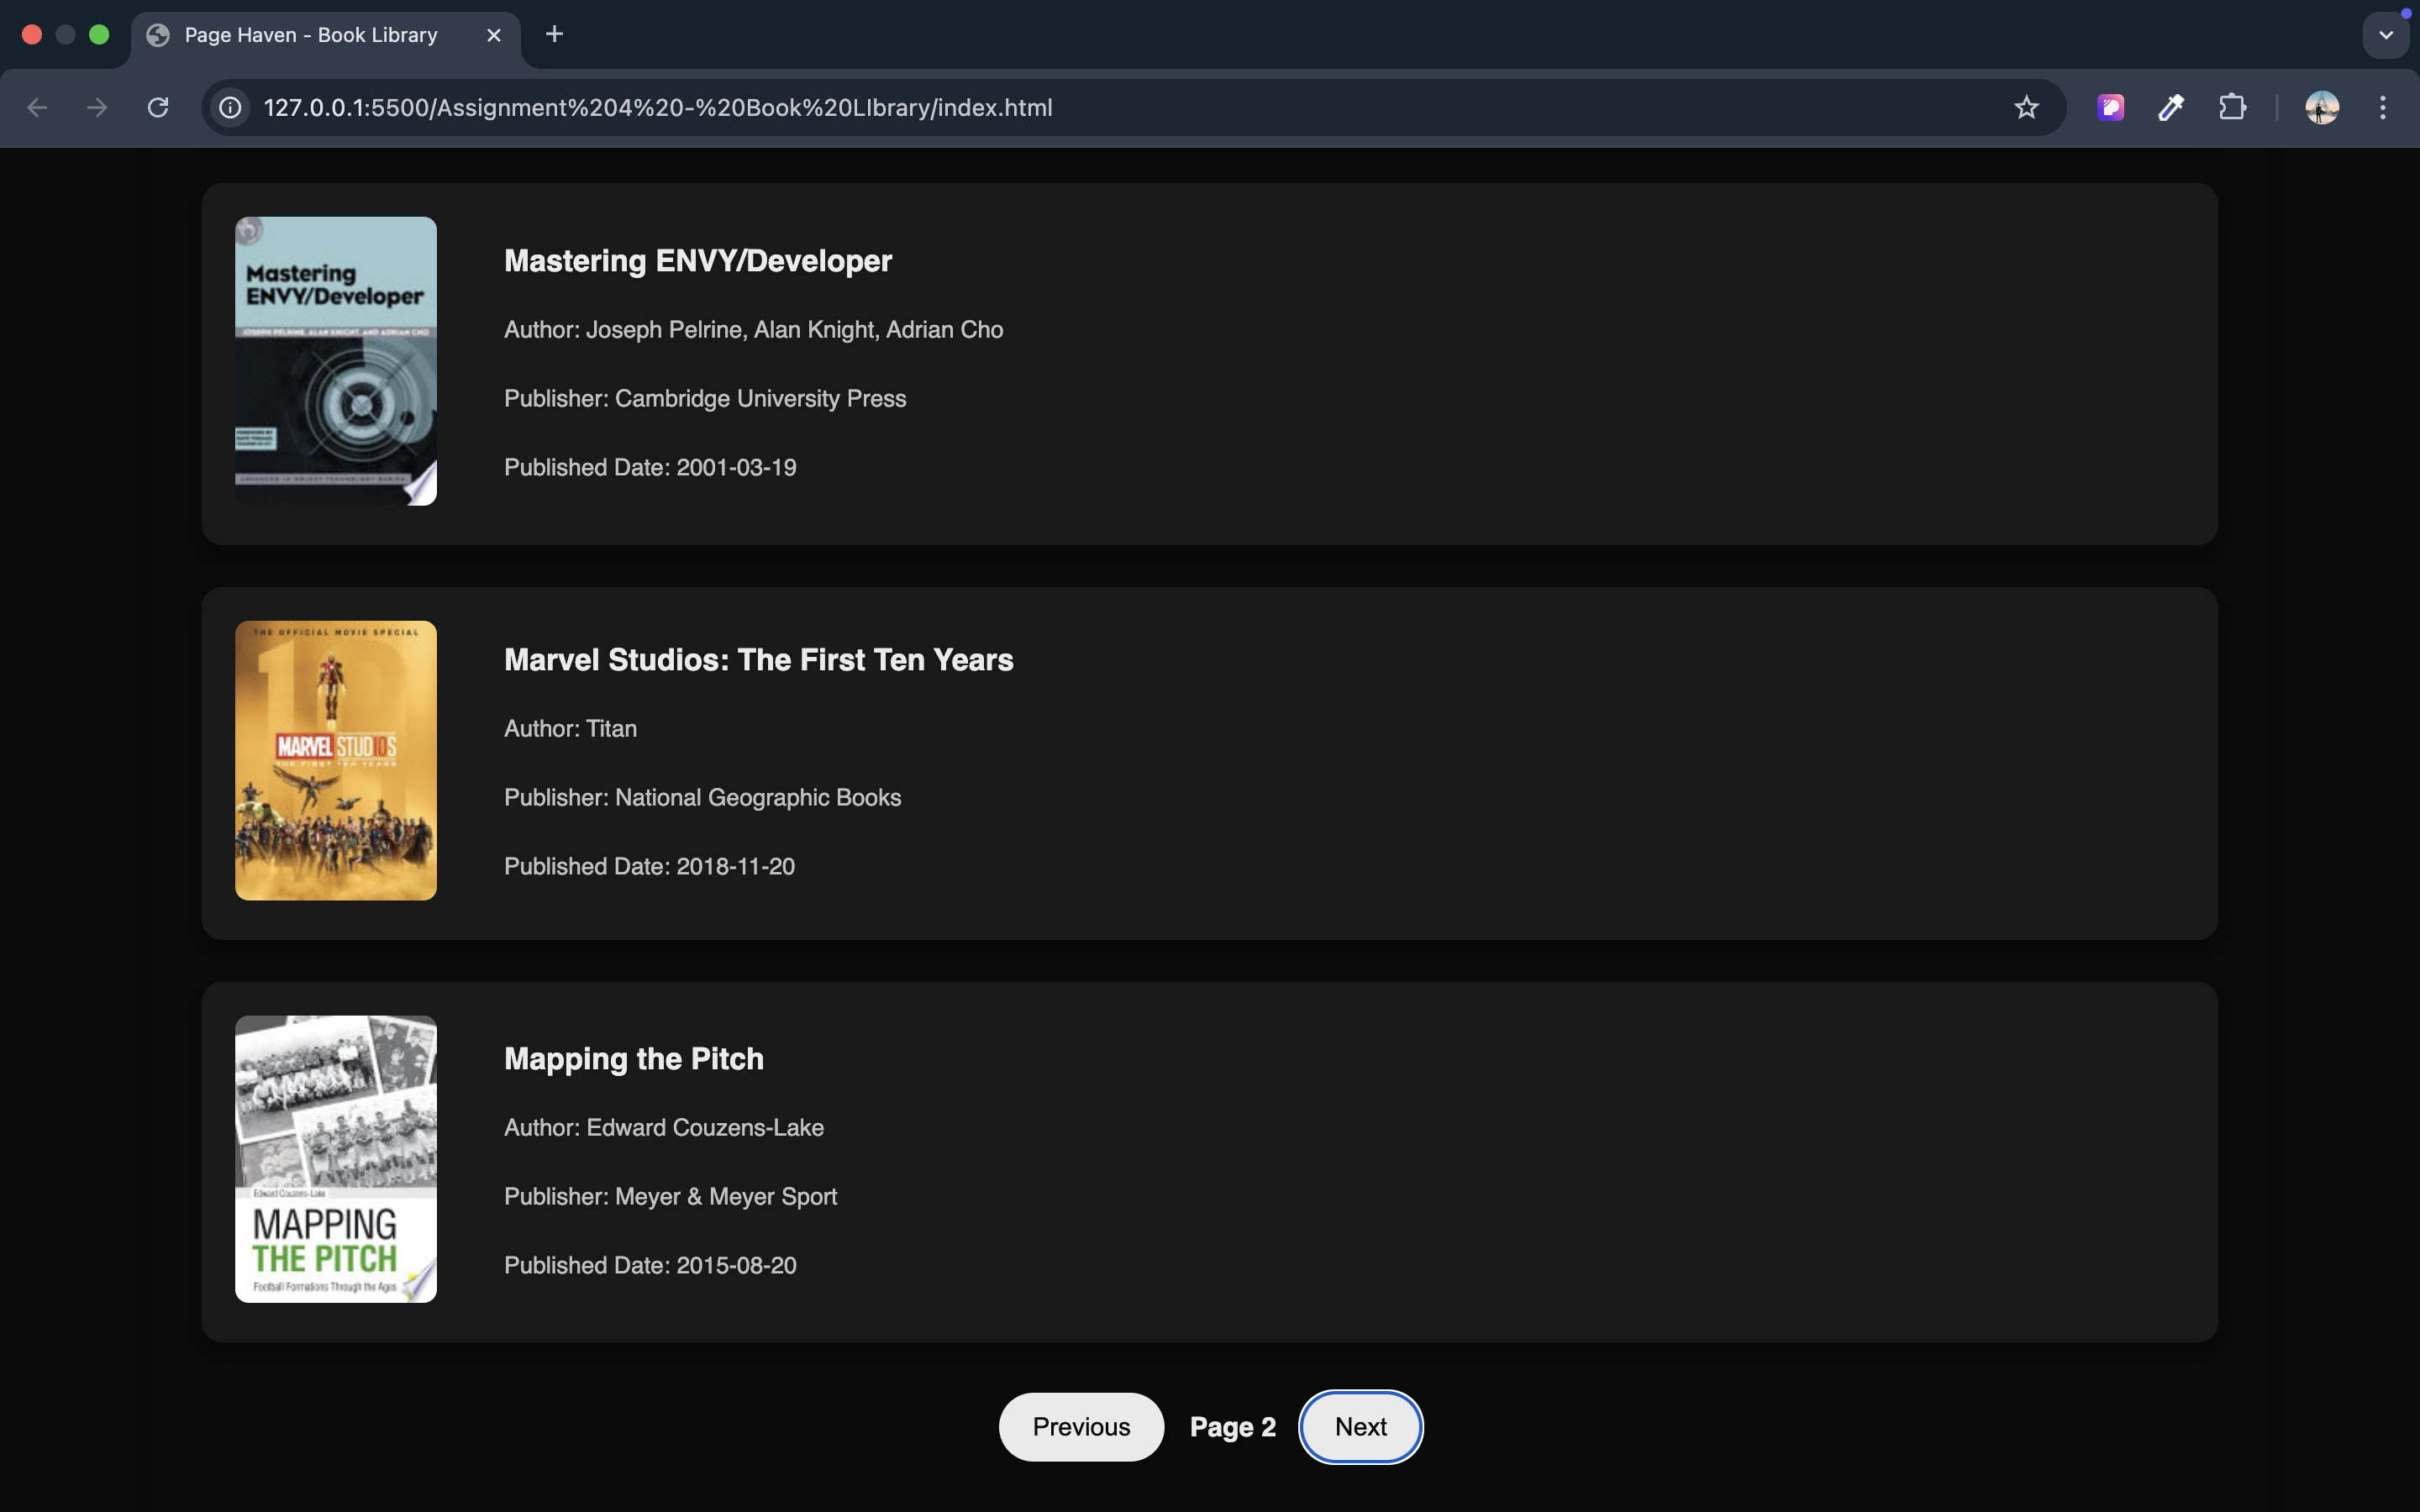 Page Haven - Book Library
127.0.0.1:5500/Assignment%204%20-%20Book%20LIbrary/index.html
Mastering
ENVY/Developer
JOSEPH PELRINE, ALAN KNIGHT, AND ADRIAN CHO
Mastering ENVY/Developer
Author: Joseph Pelrine, Alan Knight, Adrian Cho
Publisher: Cambridge University Press
Published Date: 2001-03-19
THE OFFICIAL MOVIE SPECIAL
MARVEL STUDIOS
THE FIRST TEN YEARS
Marvel Studios: The First Ten Years
Author: Titan
Publisher: National Geographic Books
Published Date: 2018-11-20
Edward Couzens-Lake
MAPPING
THE PITCH
Football Formations Through the Ages
Mapping the Pitch
Author: Edward Couzens-Lake
Publisher: Meyer & Meyer Sport
Published Date: 2015-08-20
Previous
Page 2
Next